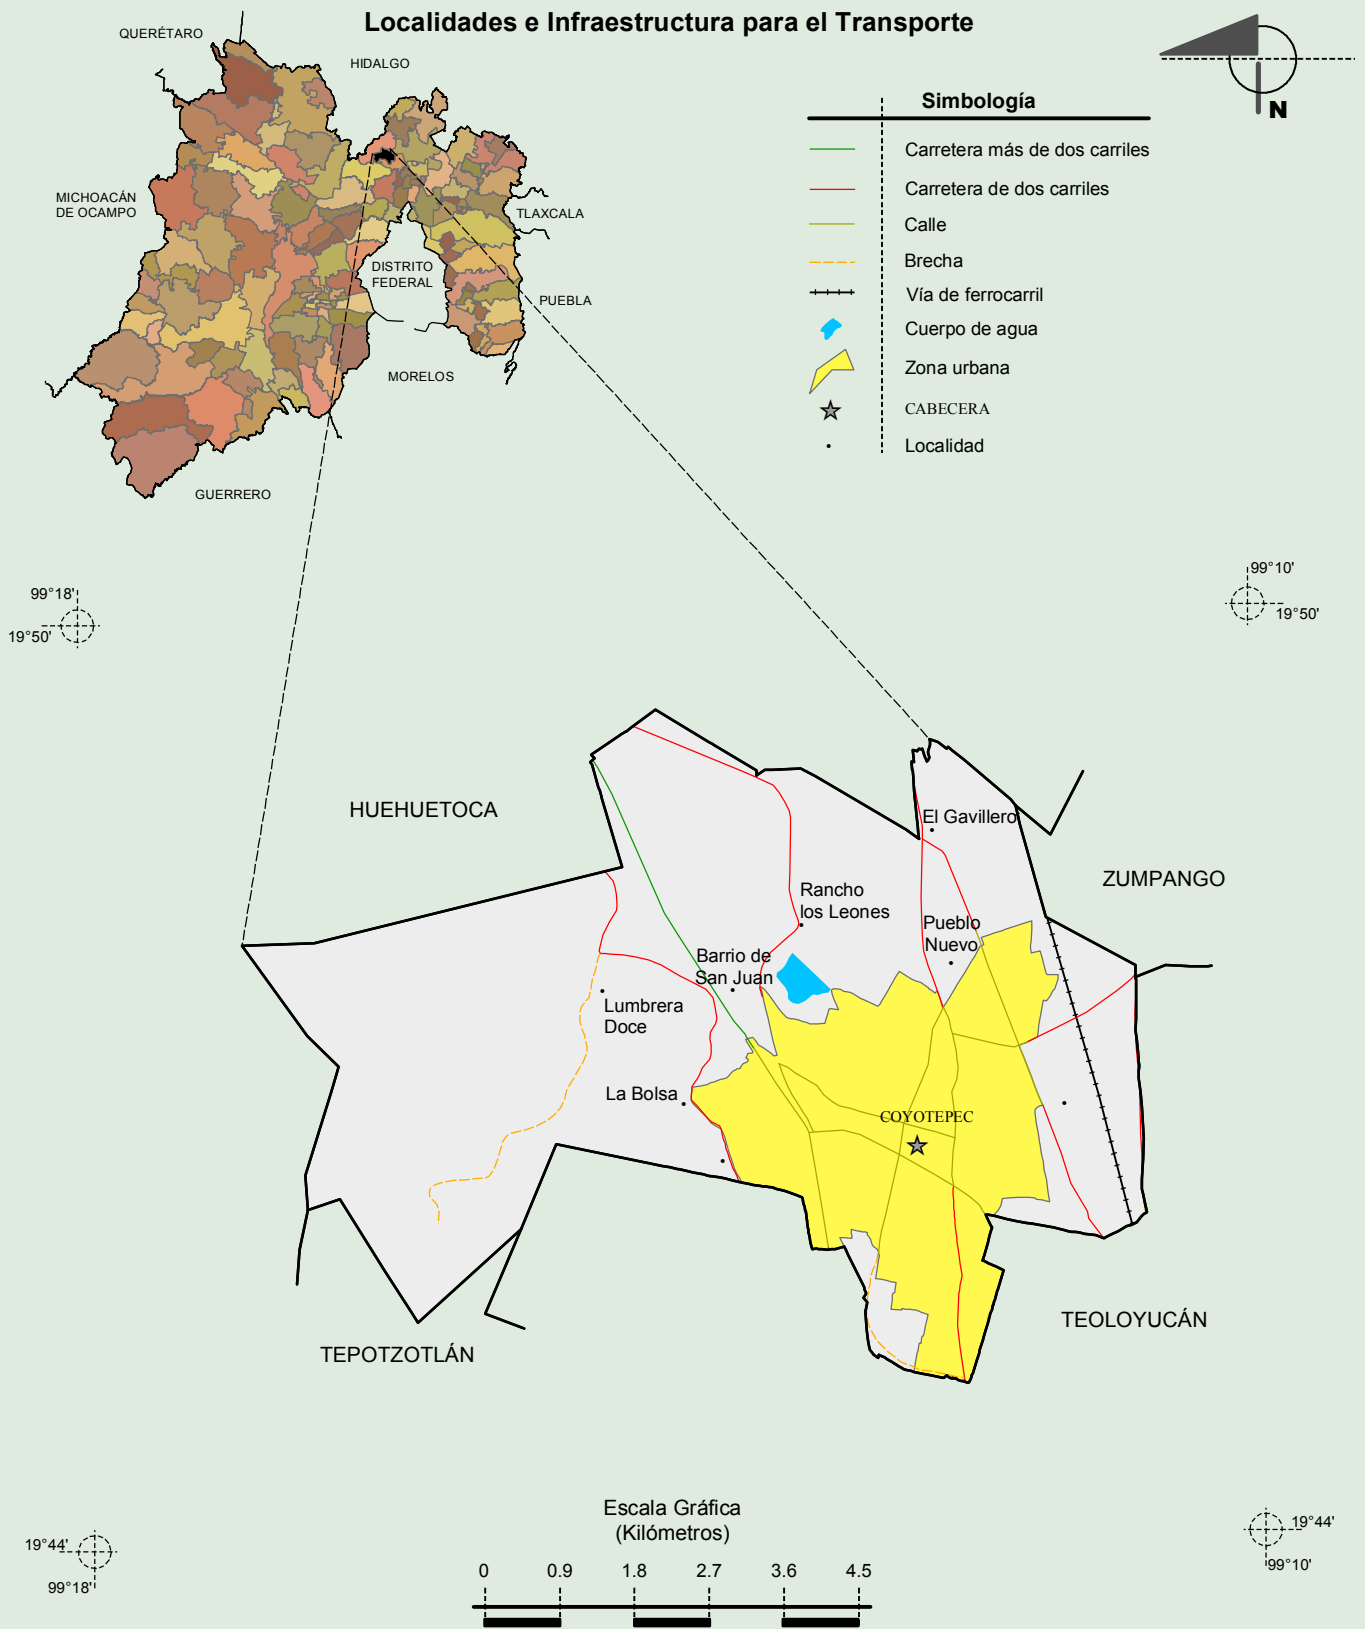 Localidades e Infraestructura para el Transporte
QUERÉTARO
HIDALGO
MICHOACÁN
DE OCAMPO
TLAXCALA
DISTRITO
FEDERAL
PUEBLA
MORELOS
GUERRERO
N
Simbología
Carretera más de dos carriles
Carretera de dos carriles
Calle
Brecha
Vía de ferrocarril
Cuerpo de agua
Zona urbana
CABECERA
Localidad
99°18'
19°50'
99°10'
19°50'
HUEHUETOCA
El Gavillero
ZUMPANGO
Rancho
los Leones
Pueblo
Nuevo
Barrio de
San Juan
Lumbrera
Doce
La Bolsa
COYOTEPEC
TEOLOYUCÁN
TEPOTZOTLÁN
Escala Gráfica
(Kilómetros)
0 0.9 1.8 2.7 3.6 4.5
19°44'
99°18'
19°44'
99°10'